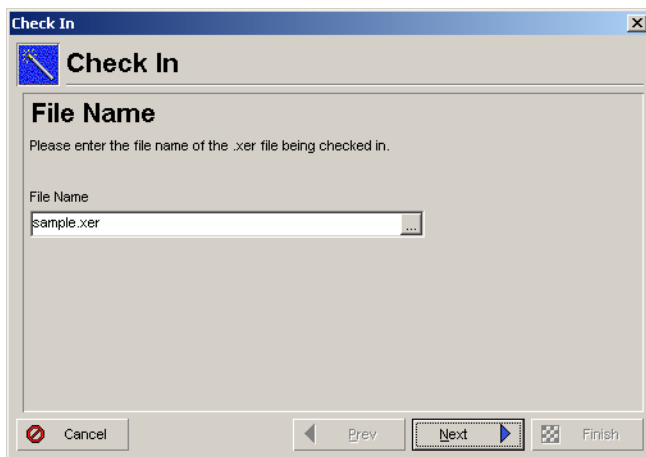 Check In
Check In
File Name
Please enter the file name of the .xer file being checked in.
File Name
sample.xer
...
Cancel
Prev
Next
Finish